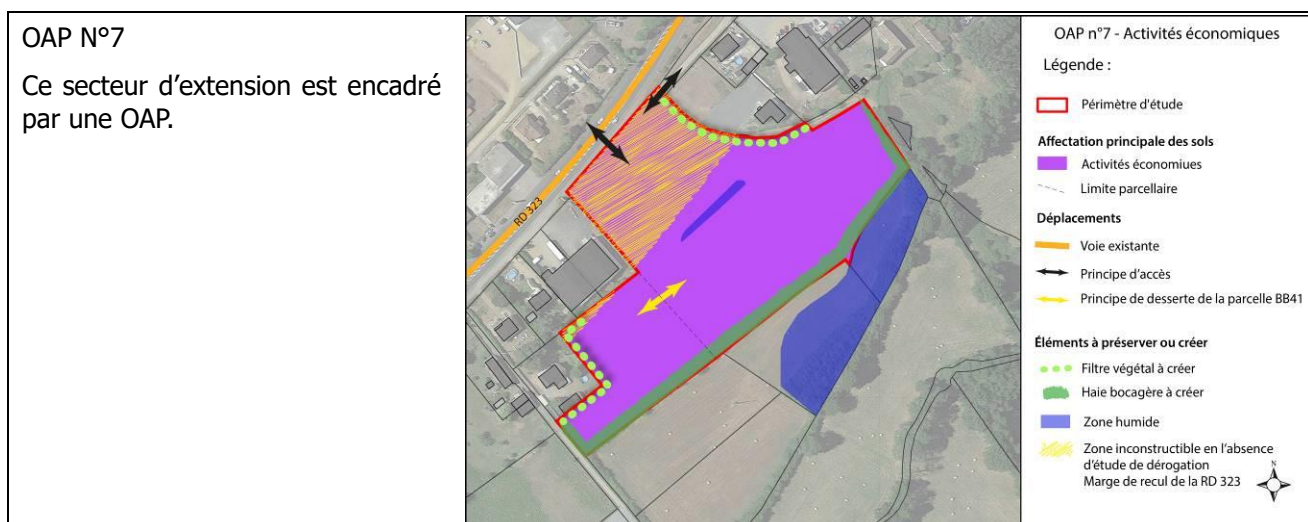 OAP N°7
Ce secteur d'extension est encadré
par une OAP.
RD 323
OAP n°7 - Activités économiques
Légende :
Périmètre d'étude
Affectation principale des sols
Activités économiues
Limite parcellaire
Déplacements
Voie existante
Principe d'accès
Principe de desserte de la parcelle BB41
Éléments à préserver ou créer
Filtre végétal à créer
Haie bocagère à créer
Zone humide
Zone inconstructible en l'absence
d'étude de dérogation
Marge de recul de la RD 323
N